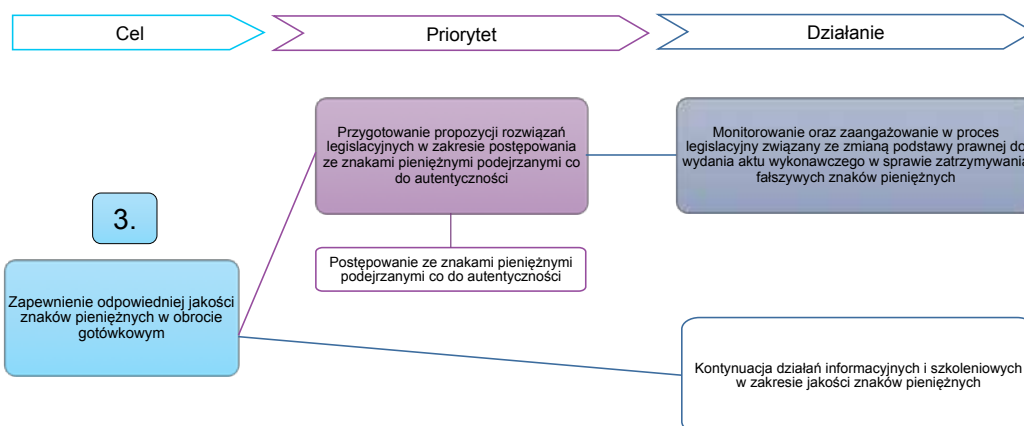 Cel
Priorytet
Działanie
Przygotowanie propozycji rozwiązań
legislacyjnych w zakresie postępowania
ze znakami pieniężnymi podejrzanymi co
do autentyczności
Monitorowanie oraz zaangażowanie w proces
legislacyjny związany ze zmianą podstawy prawnej do
wydania aktu wykonawczego w sprawie zatrzymywania
fałszywych znaków pieniężnych
3.
Postępowanie ze znakami pieniężnymi
podejrzanymi co do autentyczności
Zapewnienie odpowiedniej jakości
znaków pieniężnych w obrocie
gotówkowym
Kontynuacja działań informacyjnych i szkoleniowych
w zakresie jakości znaków pieniężnych